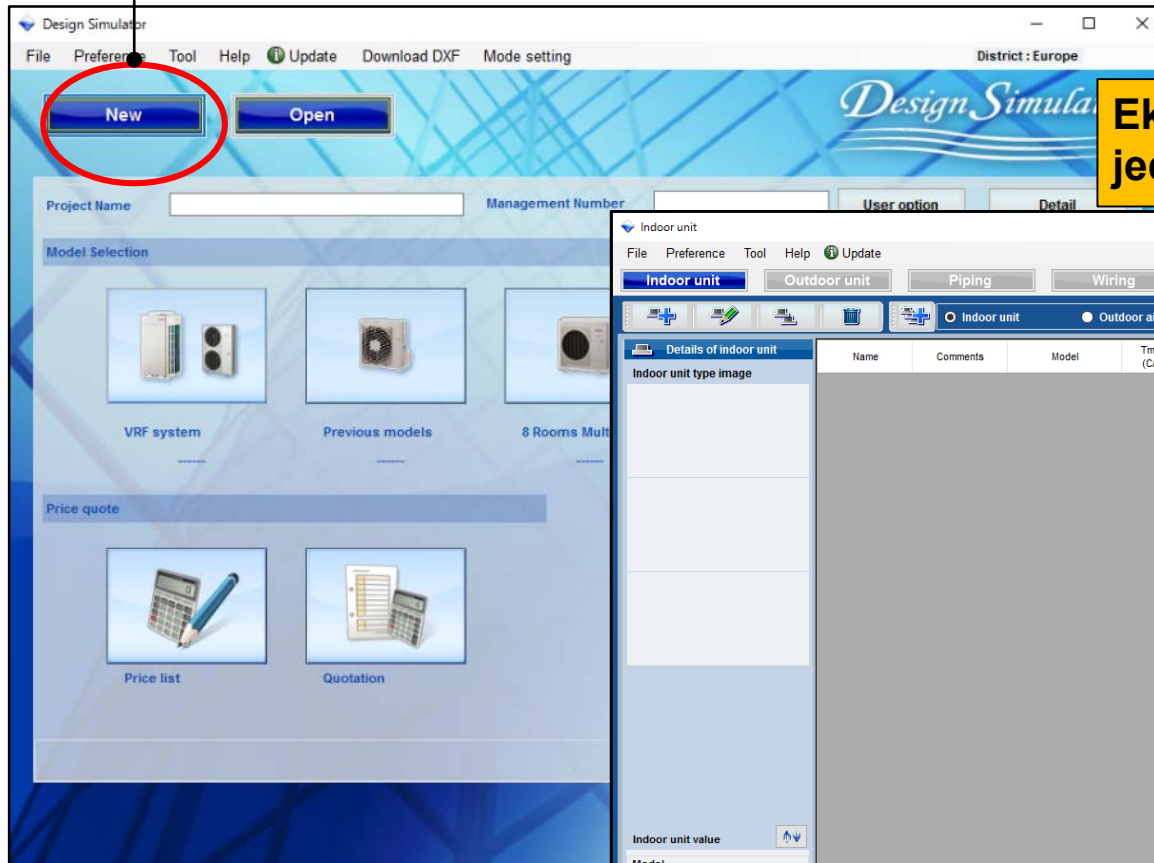 Design Simulator
File Preference Tool Help Update Download DXF Mode setting
District : Europe
New Open
Design Simula
Project Name Management Number User option Detail
Model Selection
VRF system Previous models 8 Rooms Mult
------ ------ ------
Price quote
Price list Quotation
Indoor unit
File Preference Tool Help Update
Indoor unit Outdoor unit Piping Wiring
Indoor unit Outdoor ai
Details of indoor unit
Indoor unit type image
Name Comments Model
Indoor unit value
Model